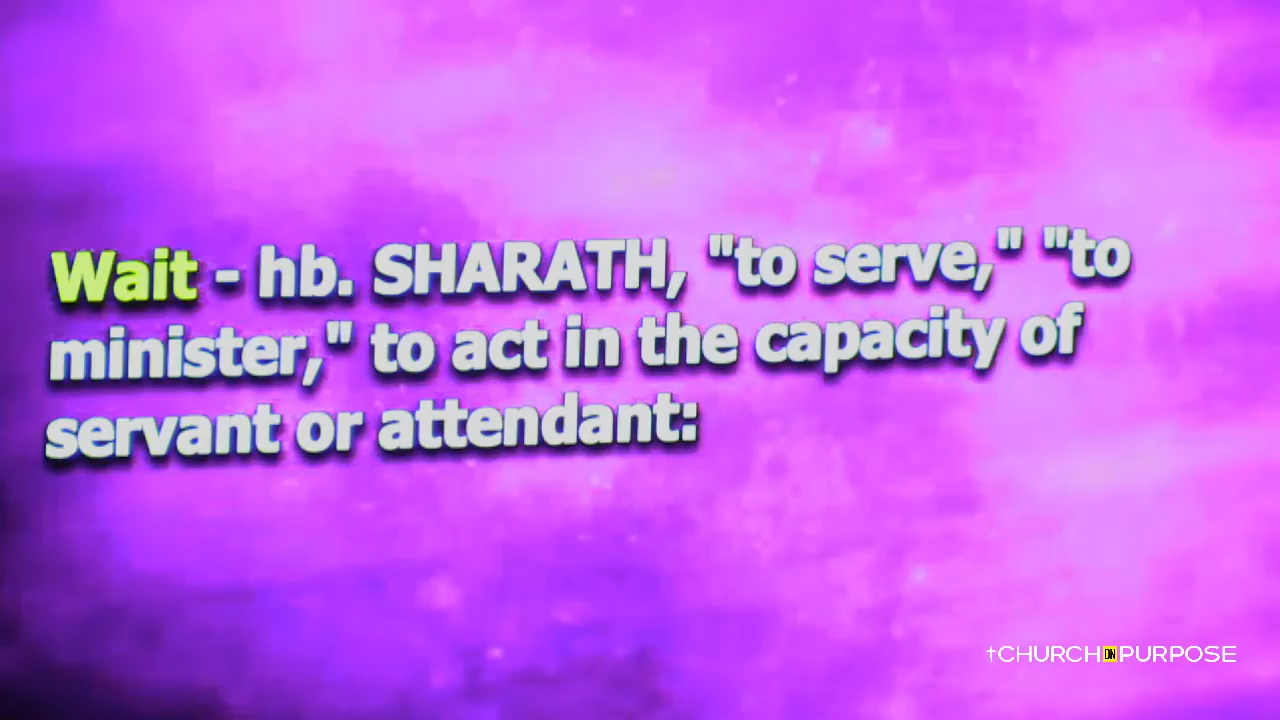 Wait - hb. SHARATH, "to serve," "to
minister," to act in the capacity of
servant or attendant:
†CHURCH ON PURPOSE